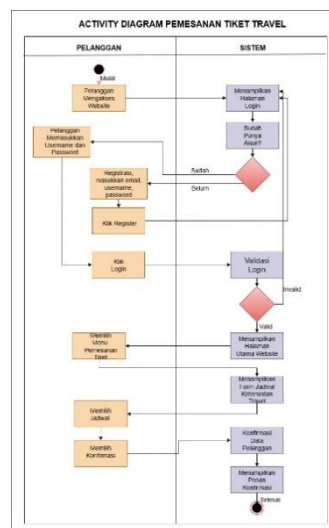 ACTIVITY DIAGRAM PEMESANAN TIKET TRAVEL
PELANGGAN
SISTEM
Mulai
Pelanggan
Mengakses
Website
Menampilkan
Halaman
Login
Sudah
Punya
Akun?
Pelanggan
Memasukkan
Username dan
Password
Sudah
Belum
Registrasi,
masukkan email,
username,
password
Klik Register
Klik
Login
Validasi
Login
Invalid
Valid
Memilih
Menu
Pemesanan
Tiket
Menampilkan
Halaman
Utama Website
Menampilkan
Form Jadwal
Travel
Memilih
Jadwal
Memilih
Konfirmasi
Konfirmasi
Data
Pelanggan
Menampilkan
Pesan
Konfirmasi
Selesai